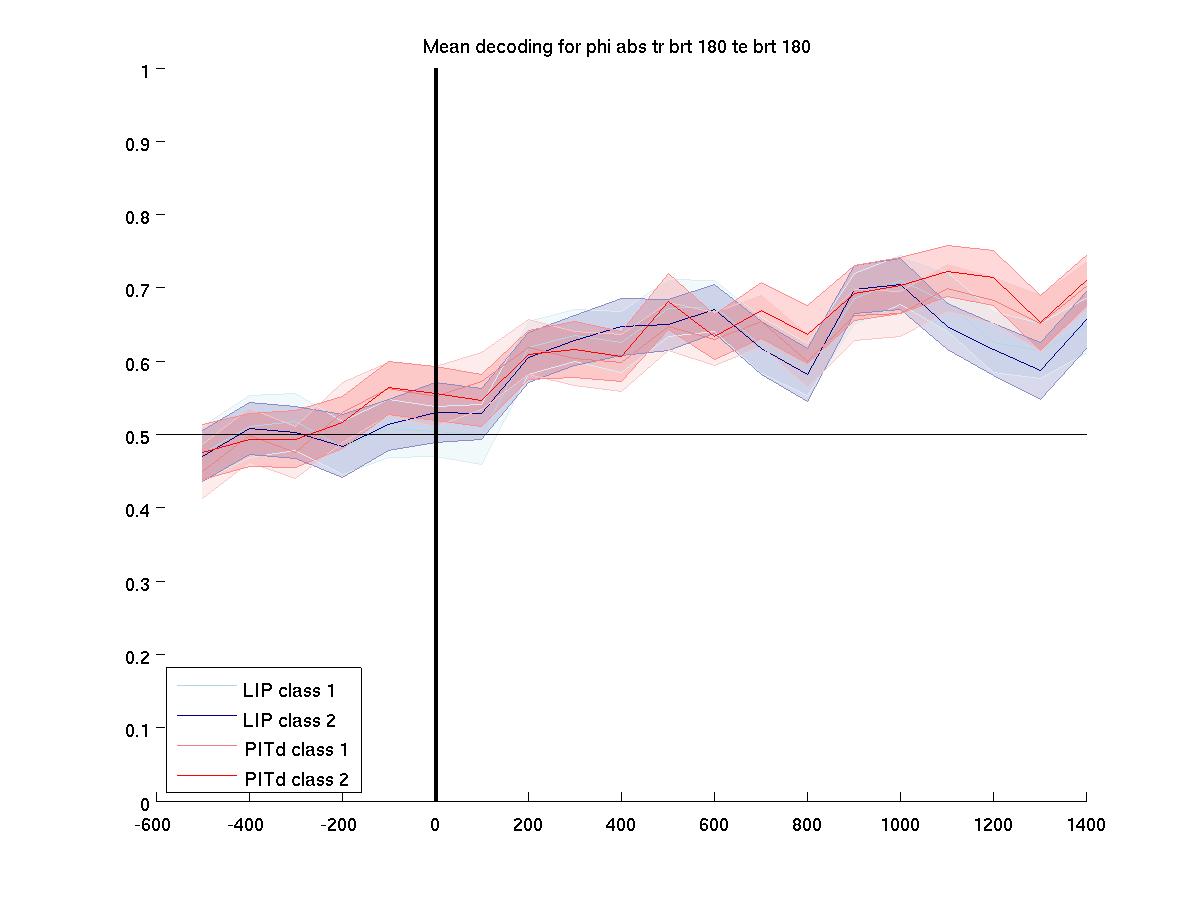 Mean decoding for phi abs tr brt 180 te brt 180
1
0.9
0.8
0.7
0.6
0.5
0.4
0.3
0.2
0.1
0
LIP class 1
LIP class 2
PITd class 1
PITd class 2
-600 -400 -200 0 200 400 600 800 1000 1200 1400